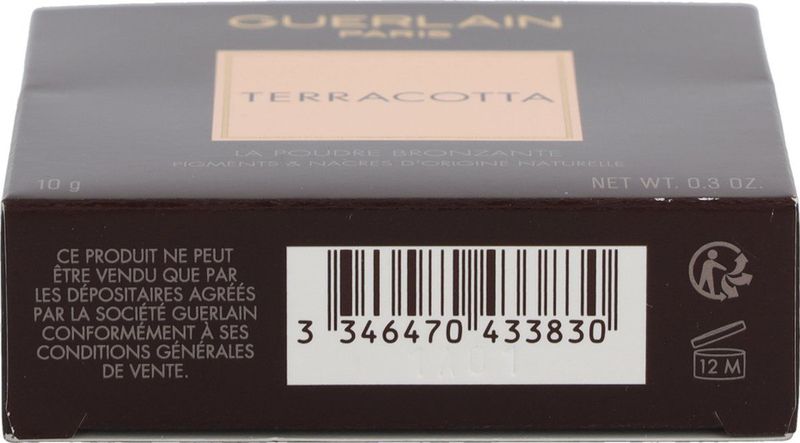 GUERLAIN
PARIS
TERRACOTTA
LA POUDRE BRONZANTE
PIGMENTS & NACRES D'ORIGINE NATURELLE
10 g
NET WT. 0.3 OZ.
CE PRODUIT NE PEUT
ÊTRE VENDU QUE PAR
LES DÉPOSITAIRES AGRÉÉS
PAR LA SOCIÉTÉ GUERLAIN
CONFORMÉMENT À SES
CONDITIONS GÉNÉRALES
DE VENTE.
3 346470 433830
12 M